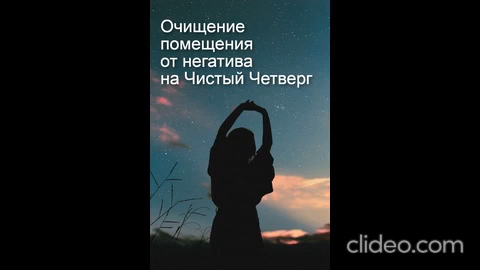 Очищение
помещения
от негатива
на Чистый Четверг
clideo.com